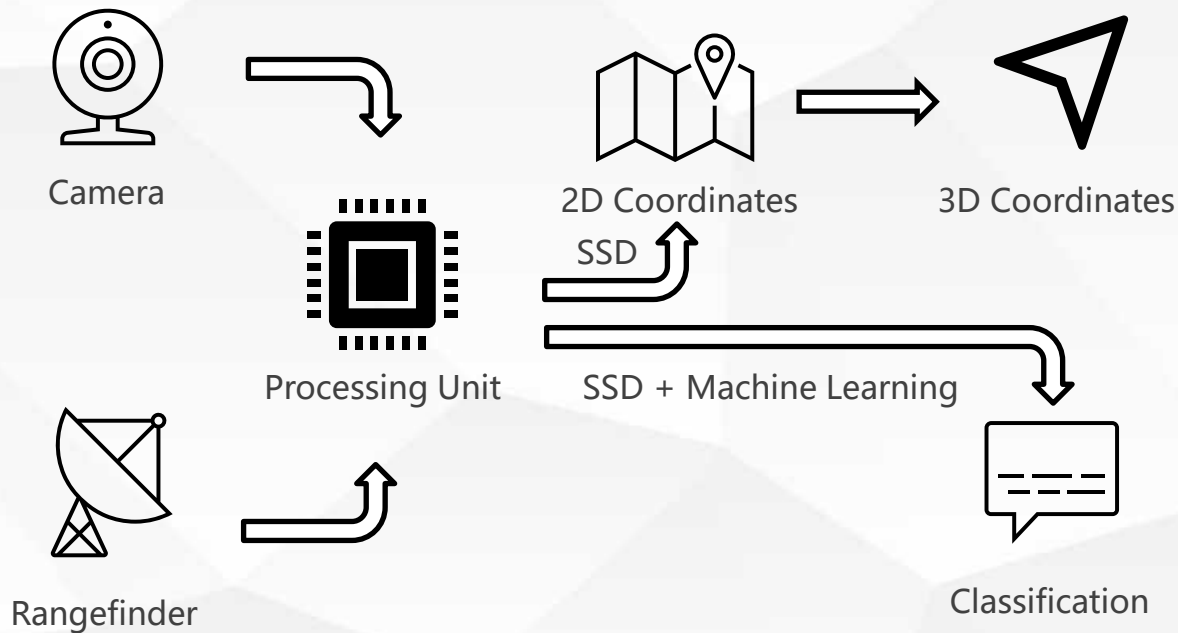 Camera
2D Coordinates
3D Coordinates
SSD
Processing Unit
SSD + Machine Learning
Rangefinder
Classification